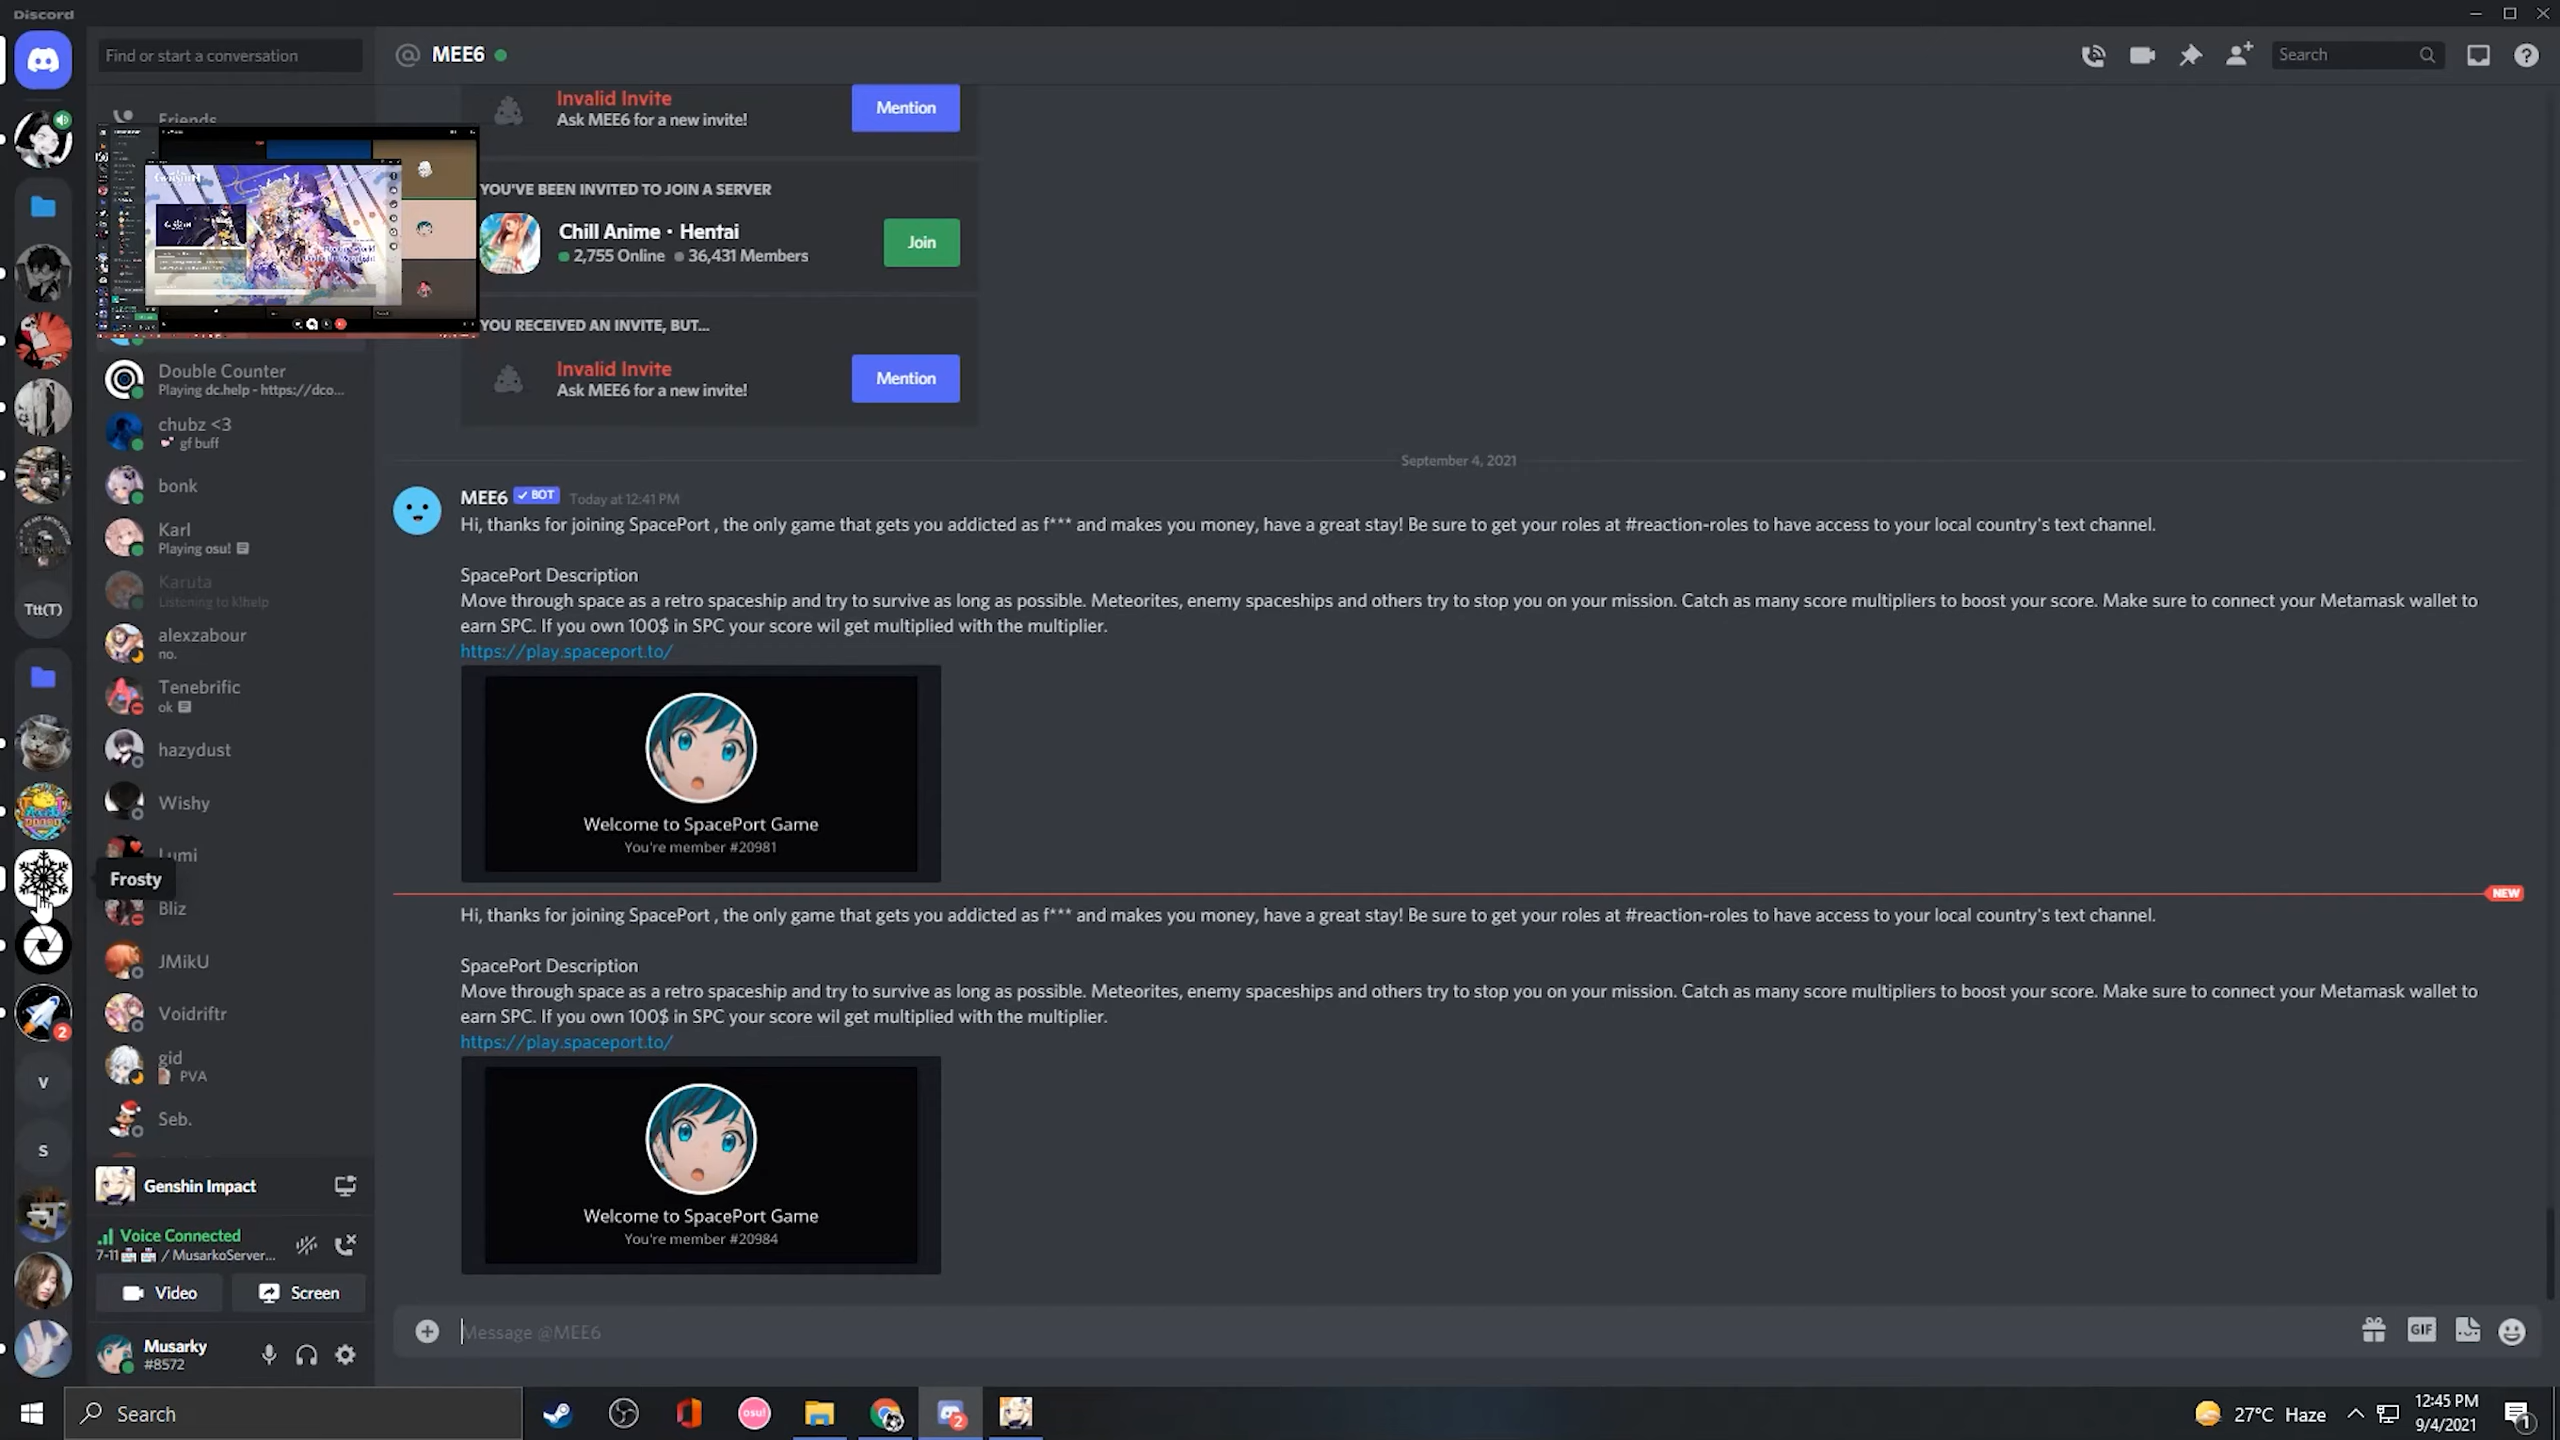 Discord
Find or start a conversation
MEE6
Search
Friends
Invalid Invite
Ask MEE6 for a new invite!
Mention
YOU'VE BEEN INVITED TO JOIN A SERVER
Chill Anime • Hentai
2,755 Online 36,431 Members
Join
YOU RECEIVED AN INVITE, BUT...
Invalid Invite
Ask MEE6 for a new invite!
Mention
Double Counter
Playing dc.help - https://dco...
chubz <3
gf buff
bonk
Karl
Playing osu!
Karuta
Listening to k!help
alexzabour
no.
Tenebrific
ok
hazydust
Wishy
Lumi
Frosty
Bliz
JMikU
Voidriftr
gid
PVA
Seb.
Ttt(T)
2
V
S
September 4, 2021
MEE6 BOT Today at 12:41 PM
Hi, thanks for joining SpacePort , the only game that gets you addicted as f*** and makes you money, have a great stay! Be sure to get your roles at #reaction-roles to have access to your local country's text channel.
SpacePort Description
Move through space as a retro spaceship and try to survive as long as possible. Meteorites, enemy spaceships and others try to stop you on your mission. Catch as many score multipliers to boost your score. Make sure to connect your Metamask wallet to
earn SPC. If you own 100$ in SPC your score wil get multiplied with the multiplier.
https://play.spaceport.to/
Welcome to SpacePort Game
You're member #20981
NEW
Hi, thanks for joining SpacePort , the only game that gets you addicted as f*** and makes you money, have a great stay! Be sure to get your roles at #reaction-roles to have access to your local country's text channel.
SpacePort Description
Move through space as a retro spaceship and try to survive as long as possible. Meteorites, enemy spaceships and others try to stop you on your mission. Catch as many score multipliers to boost your score. Make sure to connect your Metamask wallet to
earn SPC. If you own 100$ in SPC your score wil get multiplied with the multiplier.
https://play.spaceport.to/
Welcome to SpacePort Game
You're member #20984
Genshin Impact
Voice Connected
7-11 / MusarkoServer...
Video
Screen
Musarky
#8572
Message @MEE6
GIF
Search
osu!
2
27°C Haze
12:45 PM
9/4/2021
1